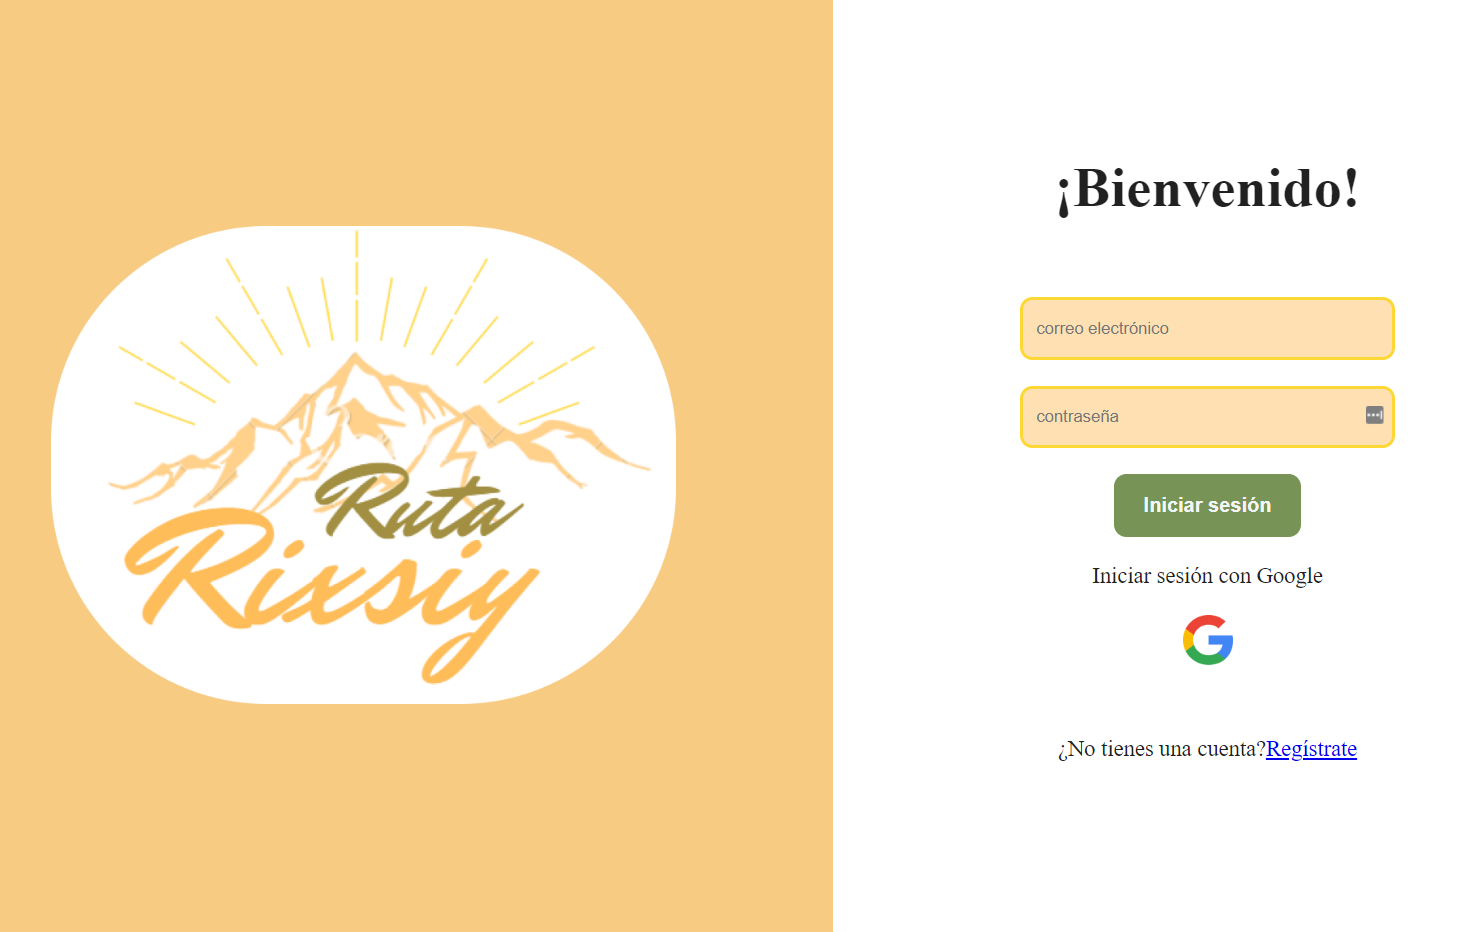 Ruta
Rixsiy
¡Bienvenido!
correo electrónico
contraseña
Iniciar sesión
Iniciar sesión con Google
G
¿No tienes una cuenta?Regístrate